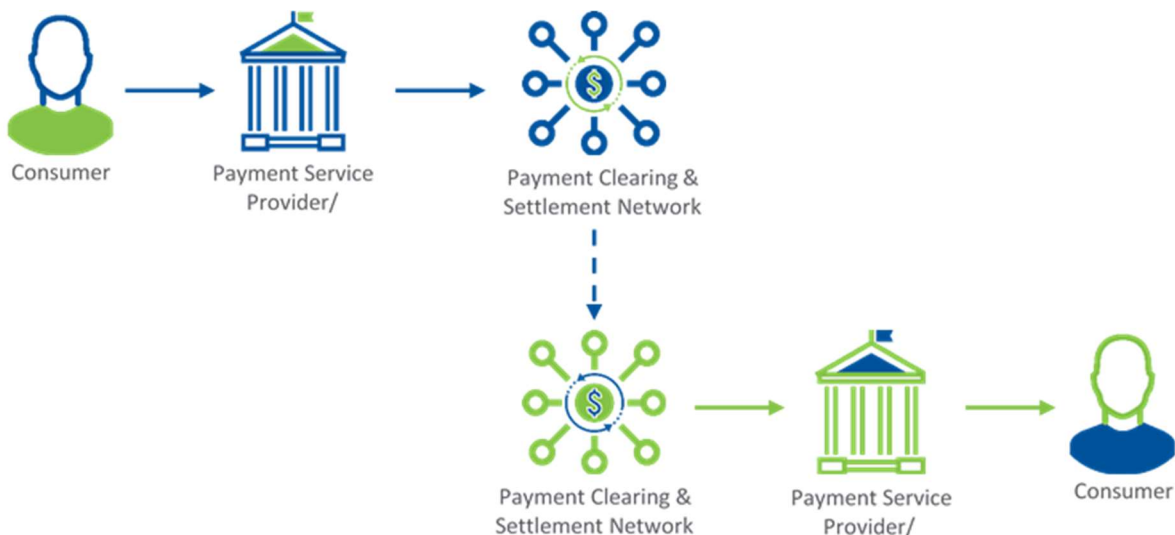 Consumer
Payment Service
Provider/
Payment Clearing &
Settlement Network
$
Payment Clearing &
Settlement Network
$
Payment Service
Provider/
Consumer